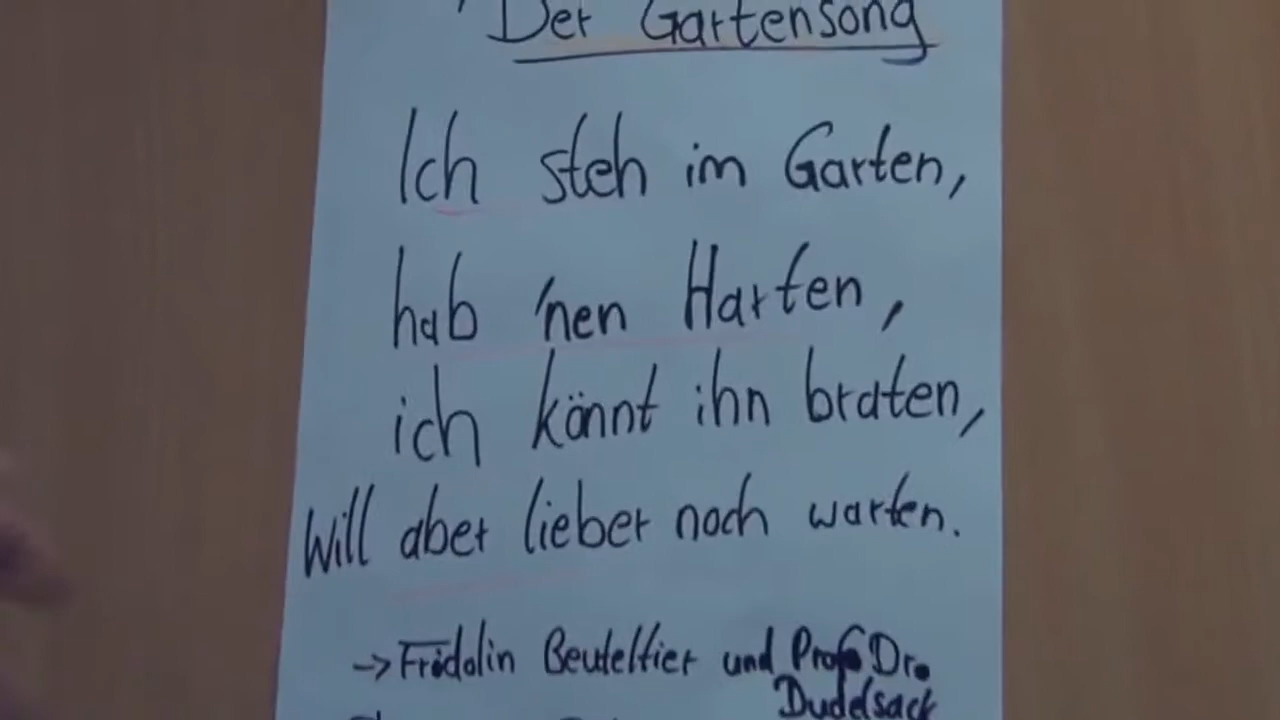 Der Gartensong
Ich steh im Garten,
hab 'nen Harten,
ich könnt ihn braten,
Will aber lieber noch warten.
→ Fridolin Beuteltier und Prof. Dr.
Dudelsack